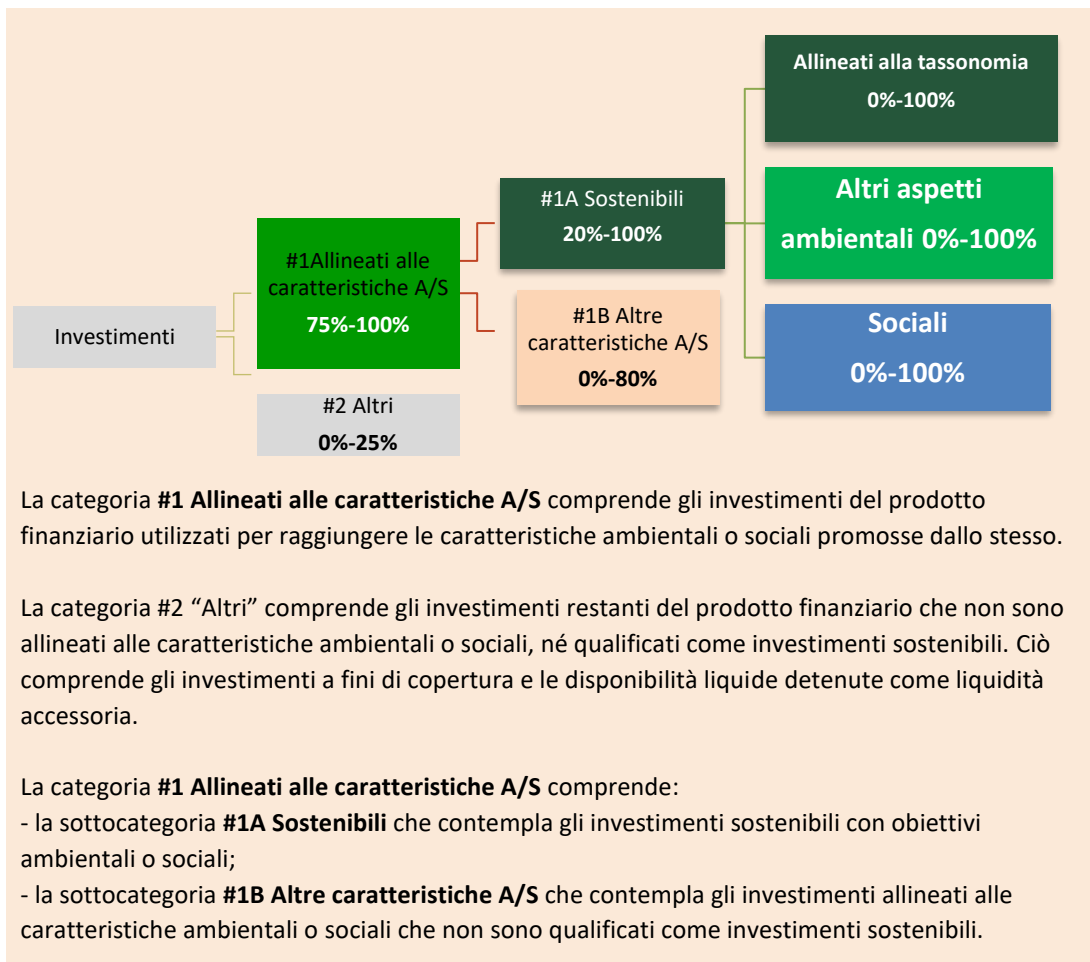 Investimenti
#1Allineati alle
caratteristiche A/S
75%-100%
#2 Altri
0%-25%
#1A Sostenibili
20%-100%
#1B Altre
caratteristiche A/S
0%-80%
Allineati alla tassonomia
0%-100%
Altri aspetti
ambientali 0%-100%
Sociali
0%-100%
La categoria #1 Allineati alle caratteristiche A/S comprende gli investimenti del prodotto
finanziario utilizzati per raggiungere le caratteristiche ambientali o sociali promosse dallo stesso.
La categoria #2 “Altri” comprende gli investimenti restanti del prodotto finanziario che non sono
allineati alle caratteristiche ambientali o sociali, né qualificati come investimenti sostenibili. Ciò
comprende gli investimenti a fini di copertura e le disponibilità liquide detenute come liquidità
accessoria.
La categoria #1 Allineati alle caratteristiche A/S comprende:
- la sottocategoria #1A Sostenibili che contempla gli investimenti sostenibili con obiettivi
ambientali o sociali;
- la sottocategoria #1B Altre caratteristiche A/S che contempla gli investimenti allineati alle
caratteristiche ambientali o sociali che non sono qualificati come investimenti sostenibili.